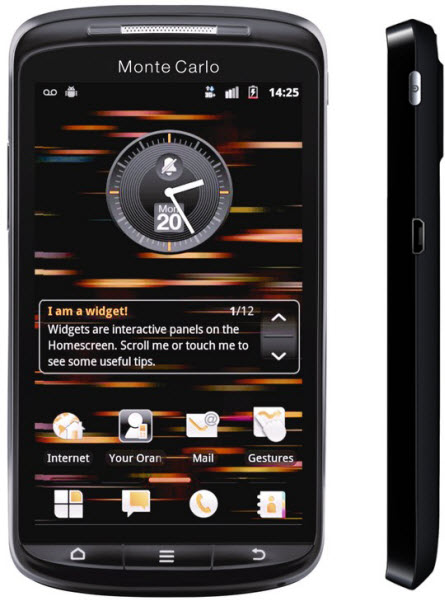 Monte Carlo
14:25
Mon
20
I am a widget! 1/12
Widgets are interactive panels on the
Homescreen. Scroll me or touch me to
see some useful tips.
Internet Your Oran Mail Gestures